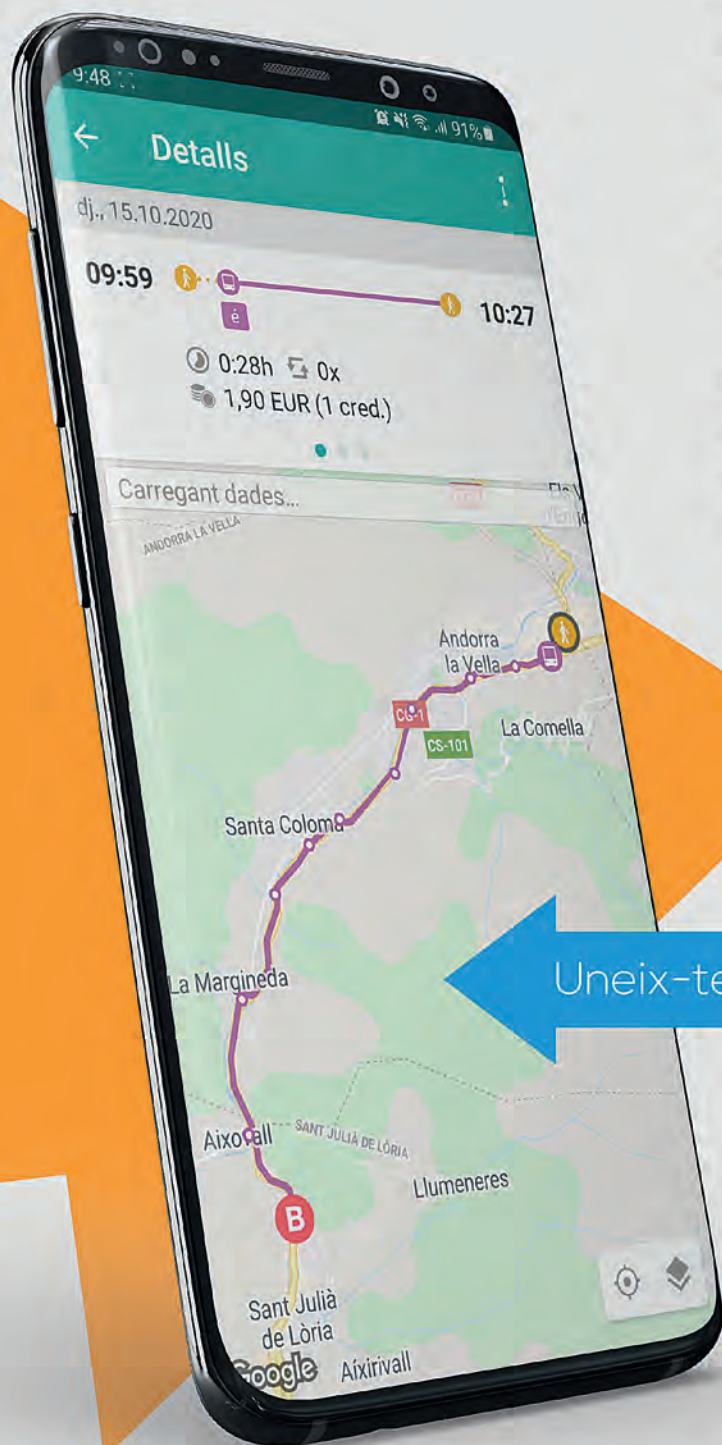 9:48
91%
Detalls
dj., 15.10.2020
09:59
10:27
é
0:28h 0x
1,90 EUR (1 cred.)
Carregant dades...
ANDORRA LA VELLA
Andorra
la Vella
CG-1
CS-101
La Comella
Santa Coloma
Uneix-te
La Margineda
Aixovall
SANT JULIÀ DE LÒRIA
Llumeneres
B
Sant Julià
de Lòria
Google
Aixirivall